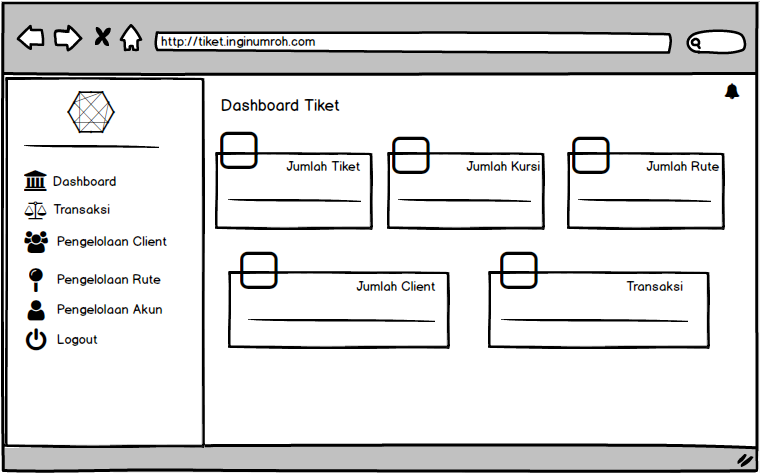 http://tiket.inginumroh.com
Dashboard Tiket
Dashboard
Transaksi
Pengelolaan Client
Pengelolaan Rute
Pengelolaan Akun
Logout
Jumlah Tiket
Jumlah Kursi
Jumlah Rute
Jumlah Client
Transaksi